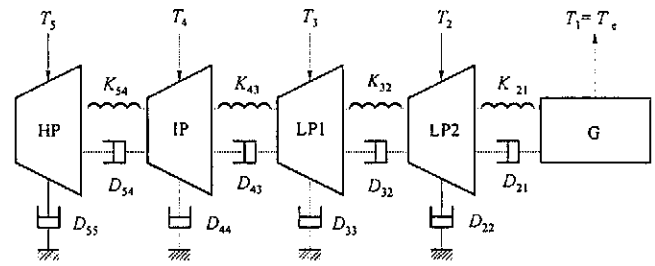 T5 T4 T3 T2 T1 = Te
K54 K43 K32 K21
HP IP LP1 LP2 G
D54 D43 D32 D21
D55 D44 D33 D22